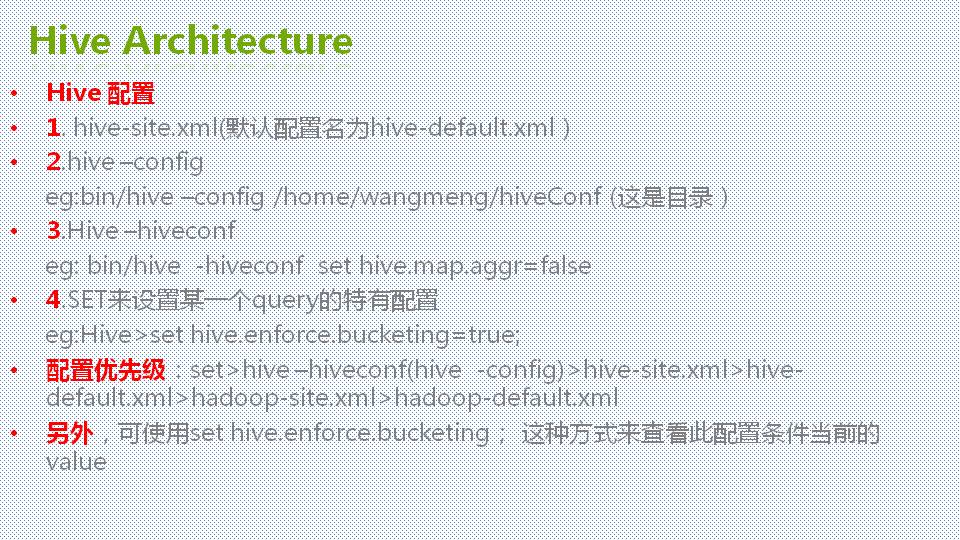 Hive Architecture
• Hive 配置
• 1. hive-site.xml(默认配置名为hive-default.xml）
• 2.hive –config
eg:bin/hive –config /home/wangmeng/hiveConf (这是目录）
• 3.Hive –hiveconf
eg: bin/hive -hiveconf set hive.map.aggr=false
• 4.SET来设置某一个query的特有配置
eg:Hive>set hive.enforce.bucketing=true;
• 配置优先级：set>hive –hiveconf(hive -config)>hive-site.xml>hive-
default.xml>hadoop-site.xml>hadoop-default.xml
• 另外，可使用set hive.enforce.bucketing； 这种方式来查看此配置条件当前的
value